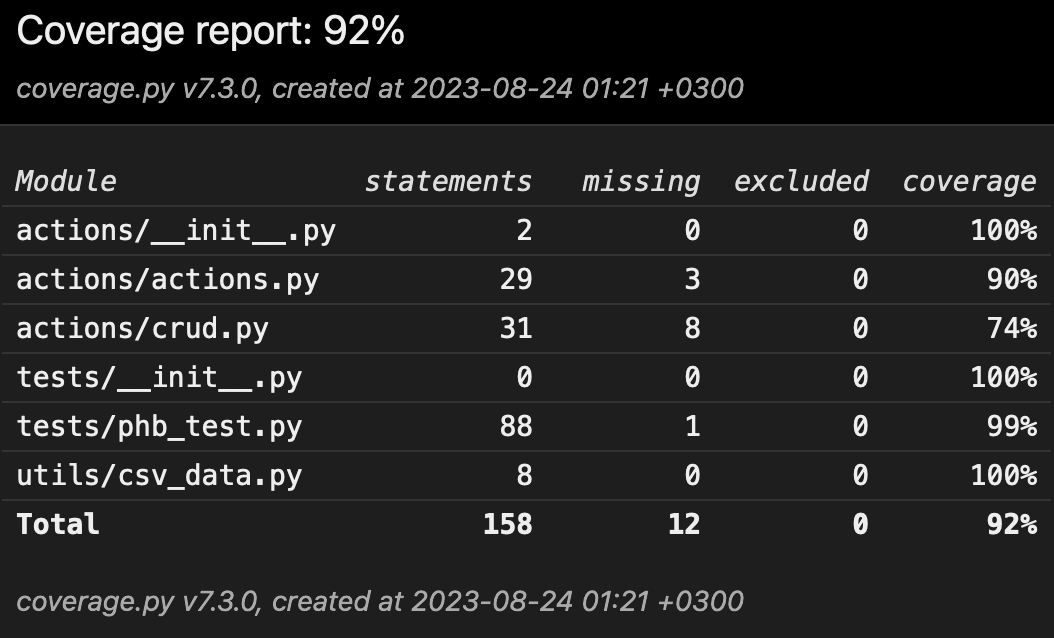 Coverage report: 92%
coverage.py v7.3.0, created at 2023-08-24 01:21 +0300
Module statements missing excluded coverage
actions/__init__.py 2 0 0 100%
actions/actions.py 29 3 0 90%
actions/crud.py 31 8 0 74%
tests/__init__.py 0 0 0 100%
tests/phb_test.py 88 1 0 99%
utils/csv_data.py 8 0 0 100%
Total 158 12 0 92%
coverage.py v7.3.0, created at 2023-08-24 01:21 +0300